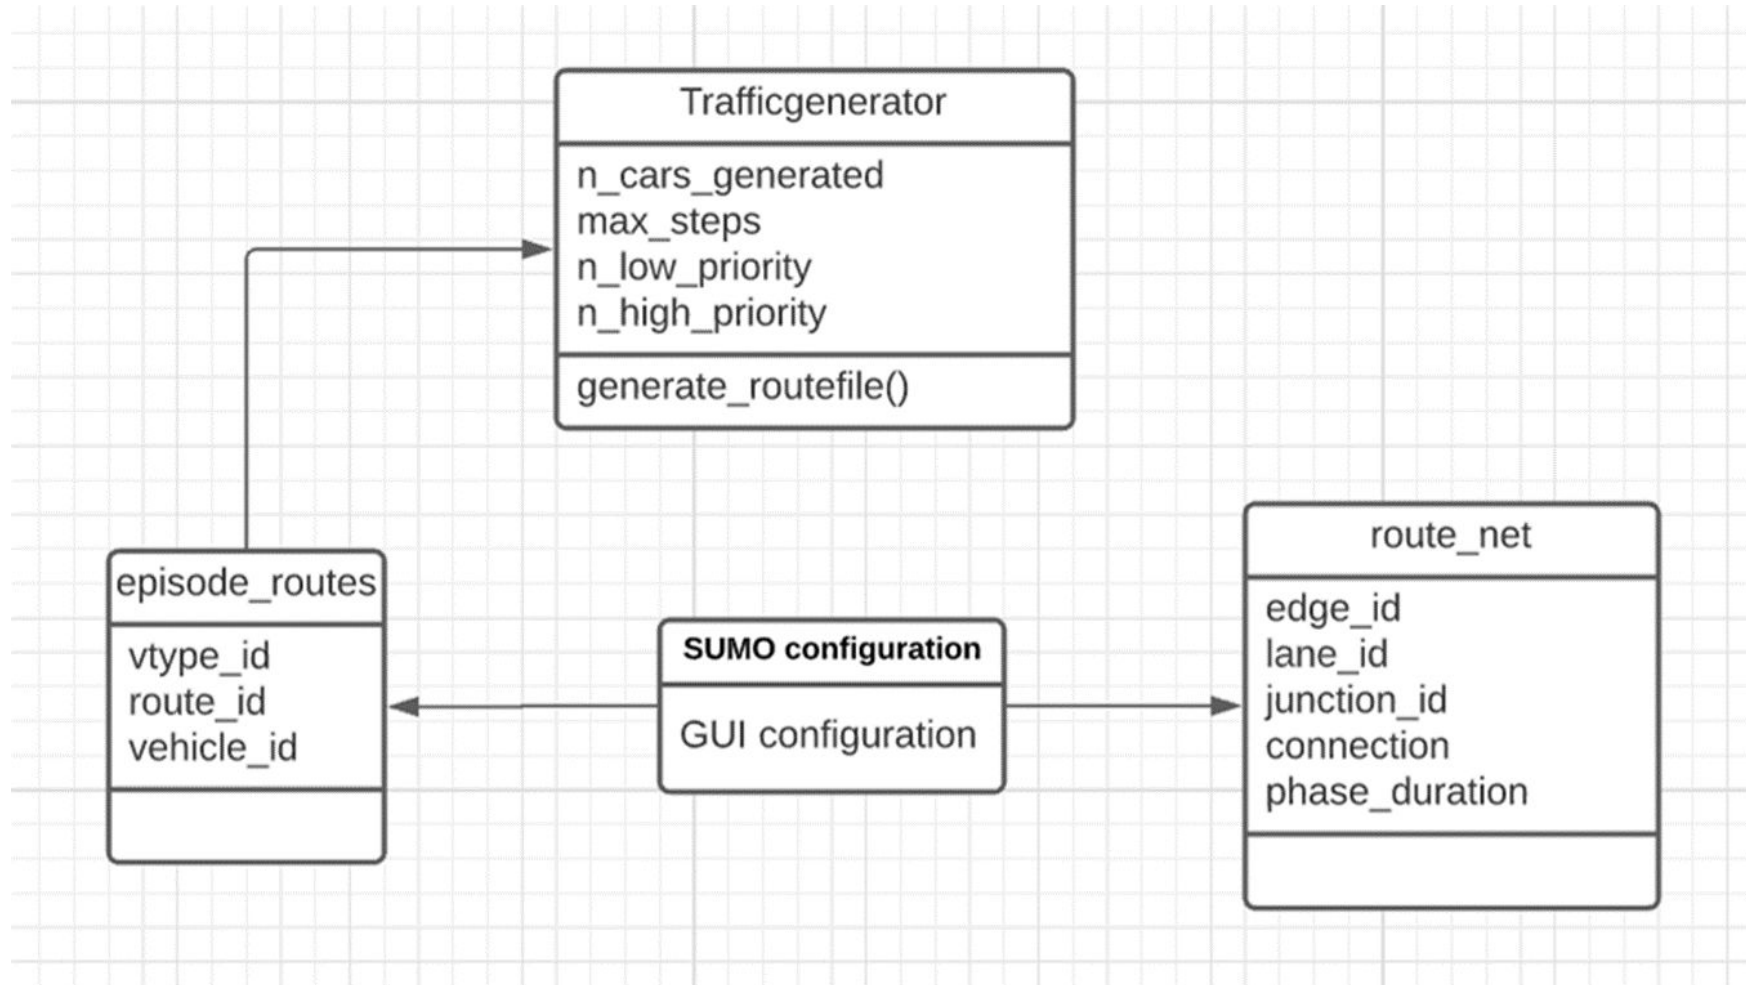 Trafficgenerator
n_cars_generated
max_steps
n_low_priority
n_high_priority
generate_routefile()
episode_routes
vtype_id
route_id
vehicle_id
SUMO configuration
GUI configuration
route_net
edge_id
lane_id
junction_id
connection
phase_duration